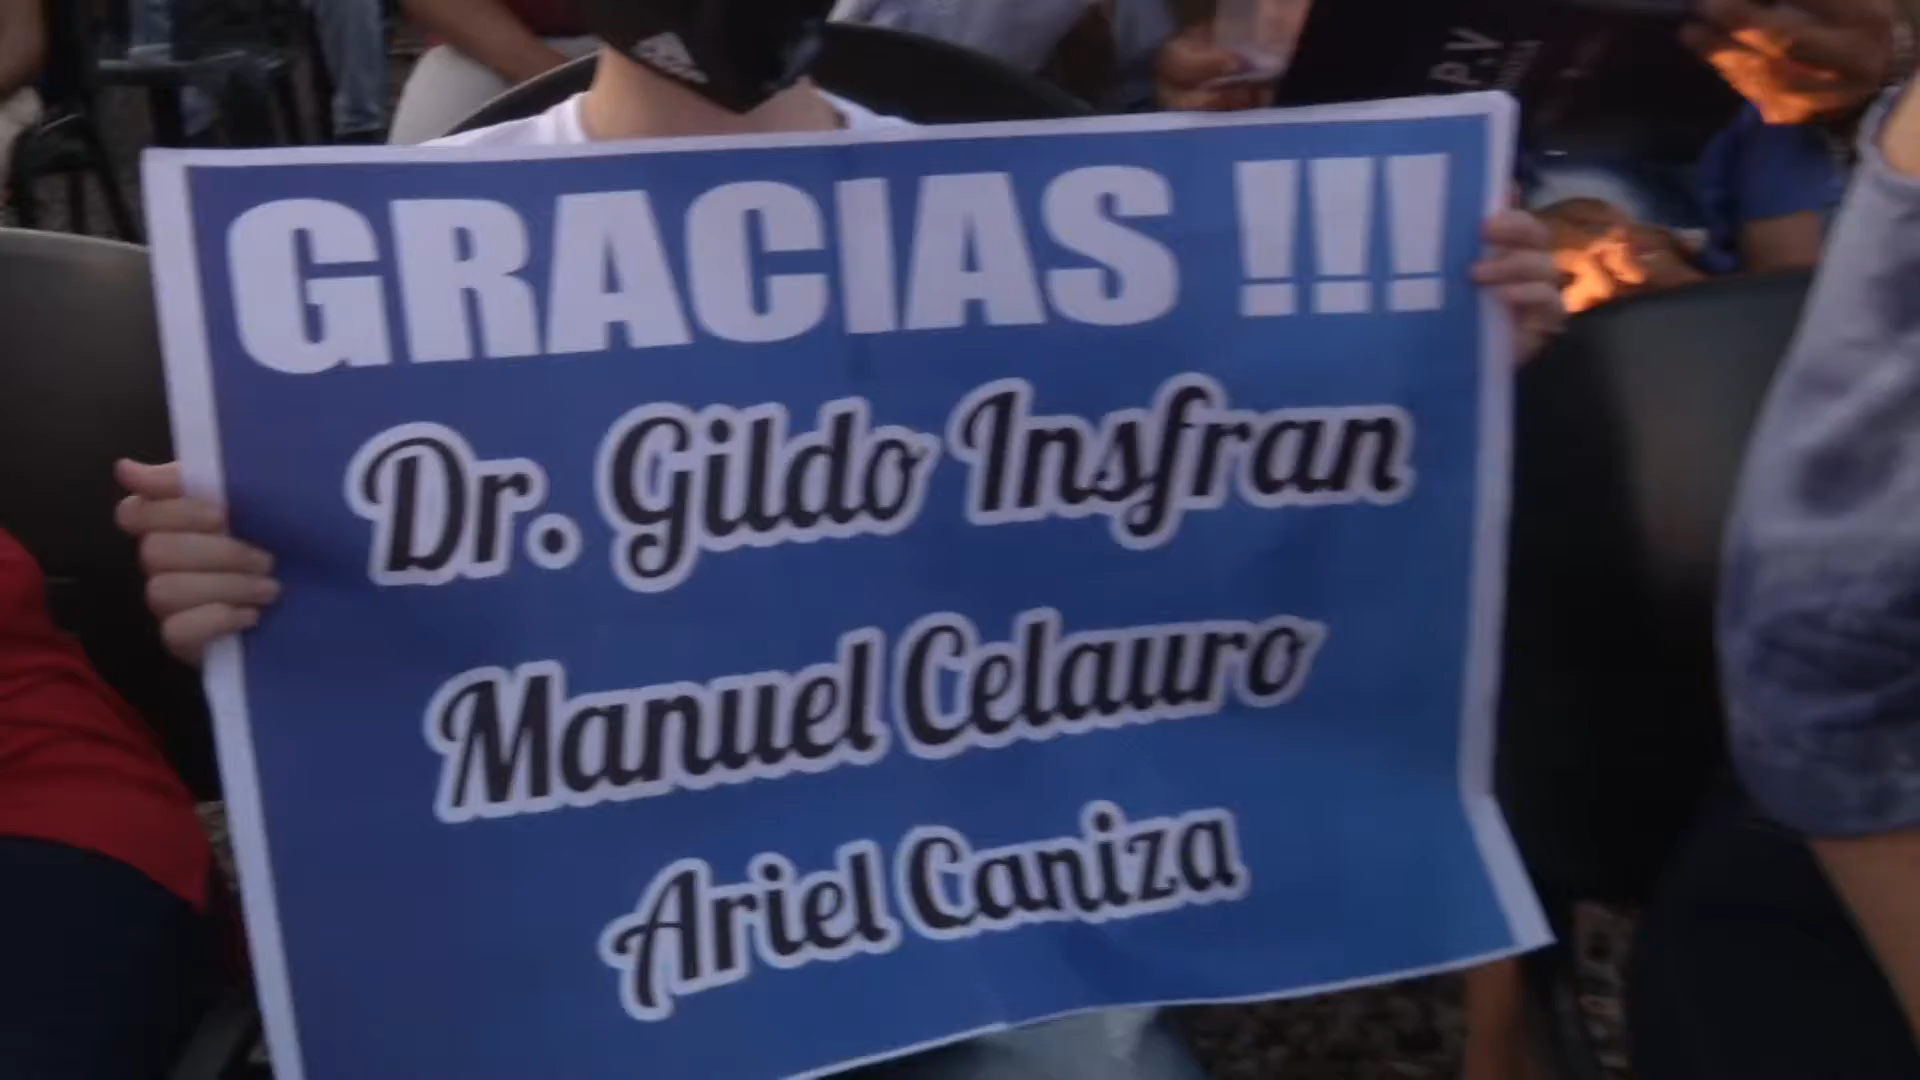 GRACIAS !!!
Dr. Gildo Insfran
Manuel Celauro
Ariel Caniza
P.V